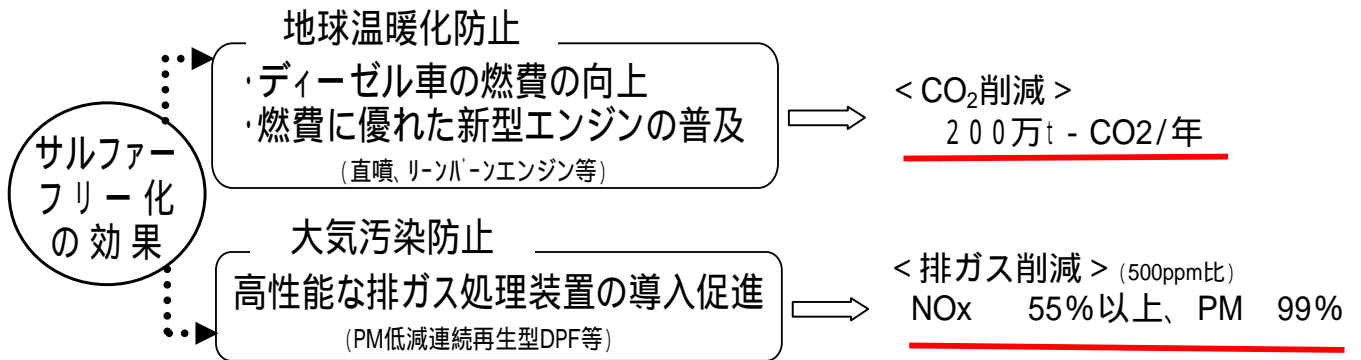 サルファー
フリー化
の効果
地球温暖化防止
・ディーゼル車の燃費の向上
・燃費に優れた新型エンジンの普及
(直噴、ﾘｰﾝﾊﾞｰﾝエンジン等)
＜CO₂削減＞
２００万t - CO2/年
大気汚染防止
高性能な排ガス処理装置の導入促進
(PM低減連続再生型DPF等)
＜排ガス削減＞(500ppm比)
NOx 55%以上、PM 99%